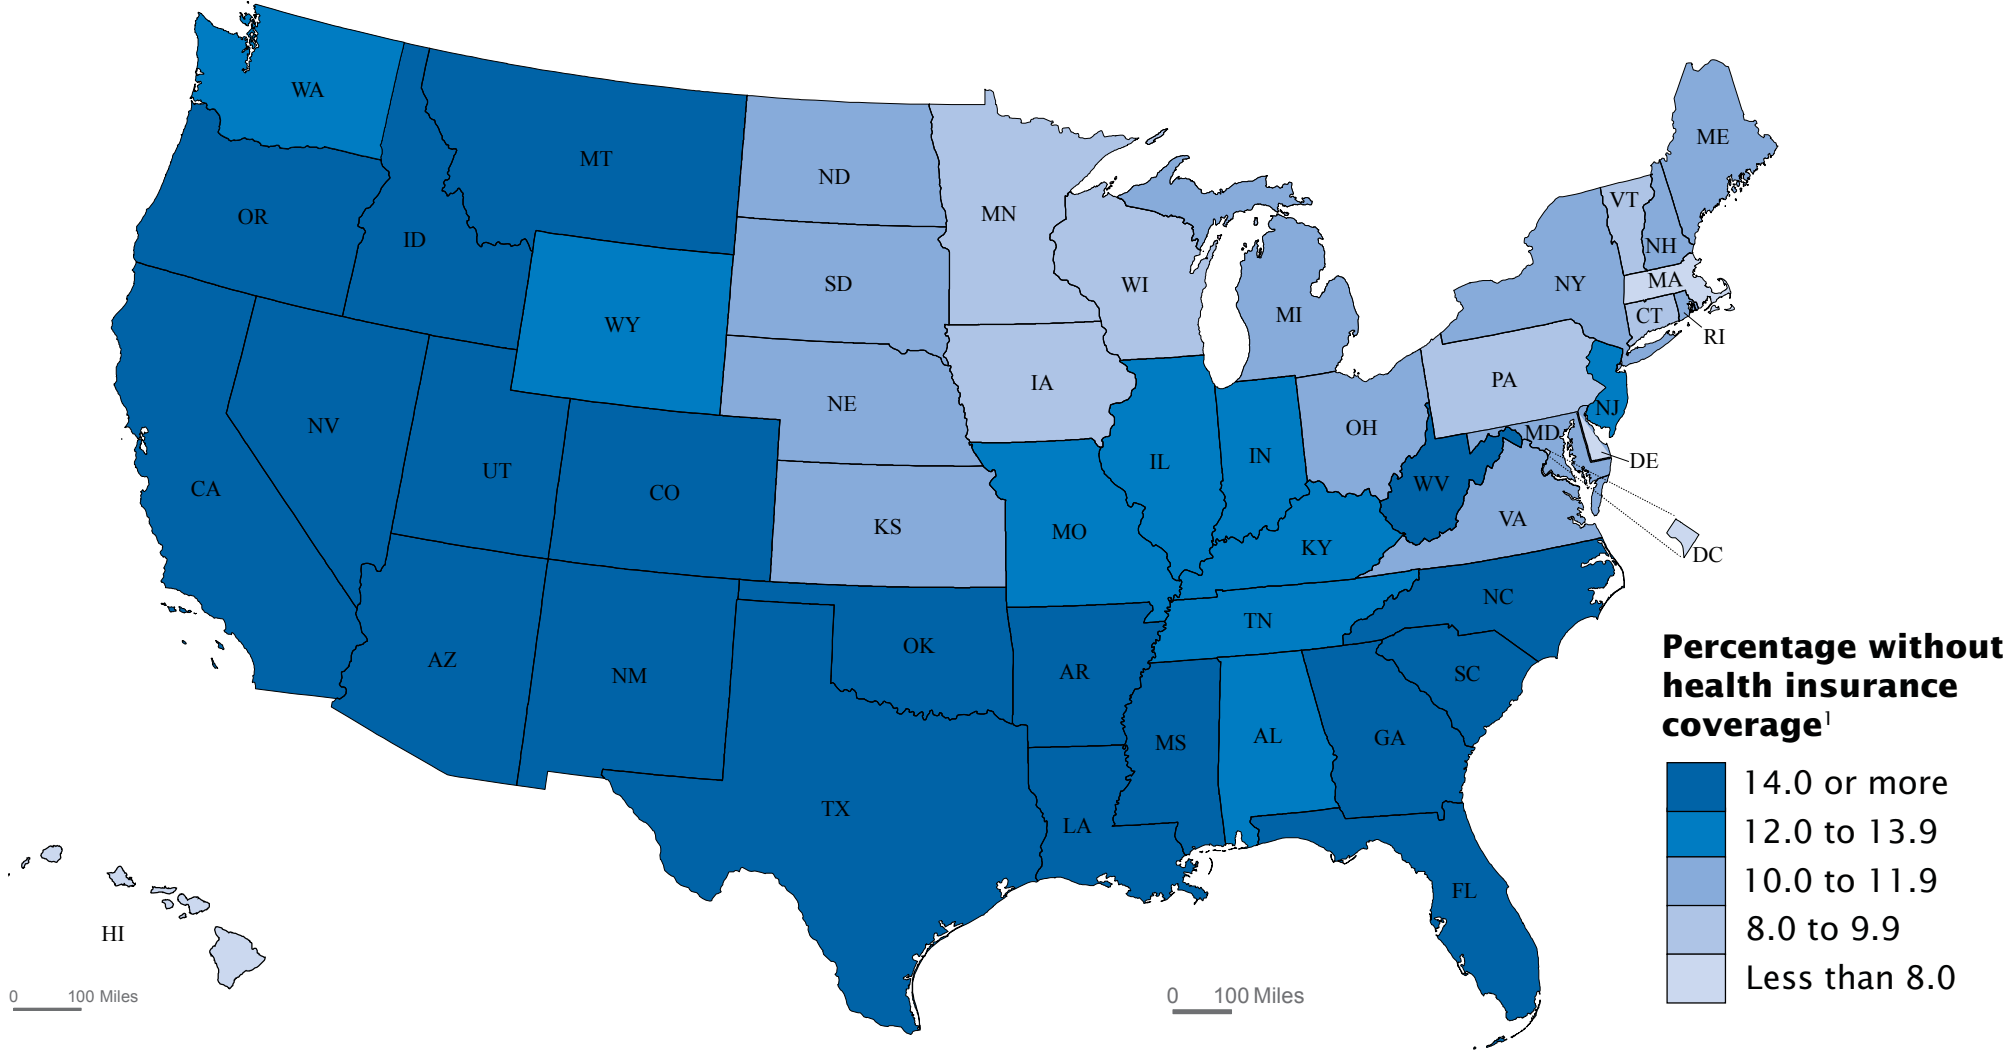 WA
MT
ND
MN
ME
OR
ID
SD
WI
VT
NH
NY
MA
WY
MI
CT
RI
NE
IA
PA
NJ
NV
UT
CO
IL
IN
OH
MD
DE
WV
CA
KS
MO
KY
VA
DC
AZ
NM
OK
AR
TN
NC
SC
MS
AL
GA
TX
LA
FL
HI
0 100 Miles
0 100 Miles
Percentage without
health insurance
coverage¹
14.0 or more
12.0 to 13.9
10.0 to 11.9
8.0 to 9.9
Less than 8.0